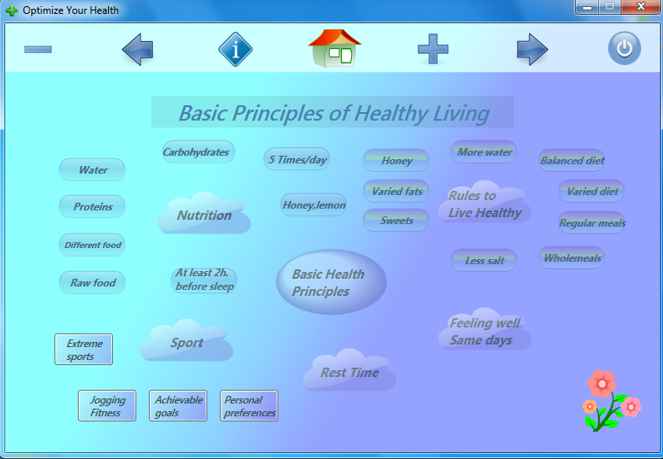 Optimize Your Health
Basic Principles of Healthy Living
Carbohydrates
5 Times/day
Honey
More water
Balanced diet
Water
Proteins
Different food
Raw food
Nutrition
Honey,lemon
Varied fats
Sweets
Rules to
Live Healthy
Varied diet
Regular meals
Wholemeals
Less salt
At least 2h.
before sleep
Basic Health
Principles
Feeling well
Same days
Sport
Rest Time
Extreme
sports
Jogging
Fitness
Achievable
goals
Personal
preferences